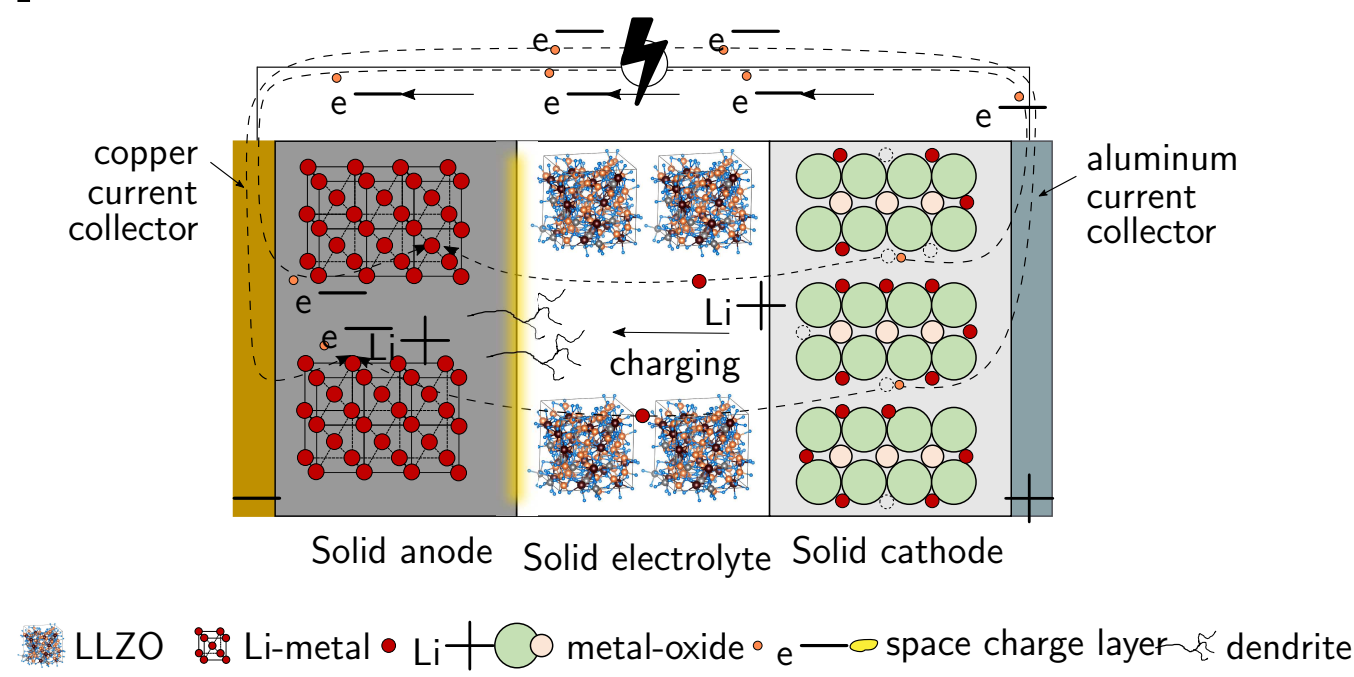 e—
e—
e—
e—
e—
e—
copper
current
collector
aluminum
current
collector
e—
Li+
e—
Li+
charging
—
+
Solid anode
Solid electrolyte
Solid cathode
LLZO
Li-metal
Li+
metal-oxide
e—
space charge layer
dendrite